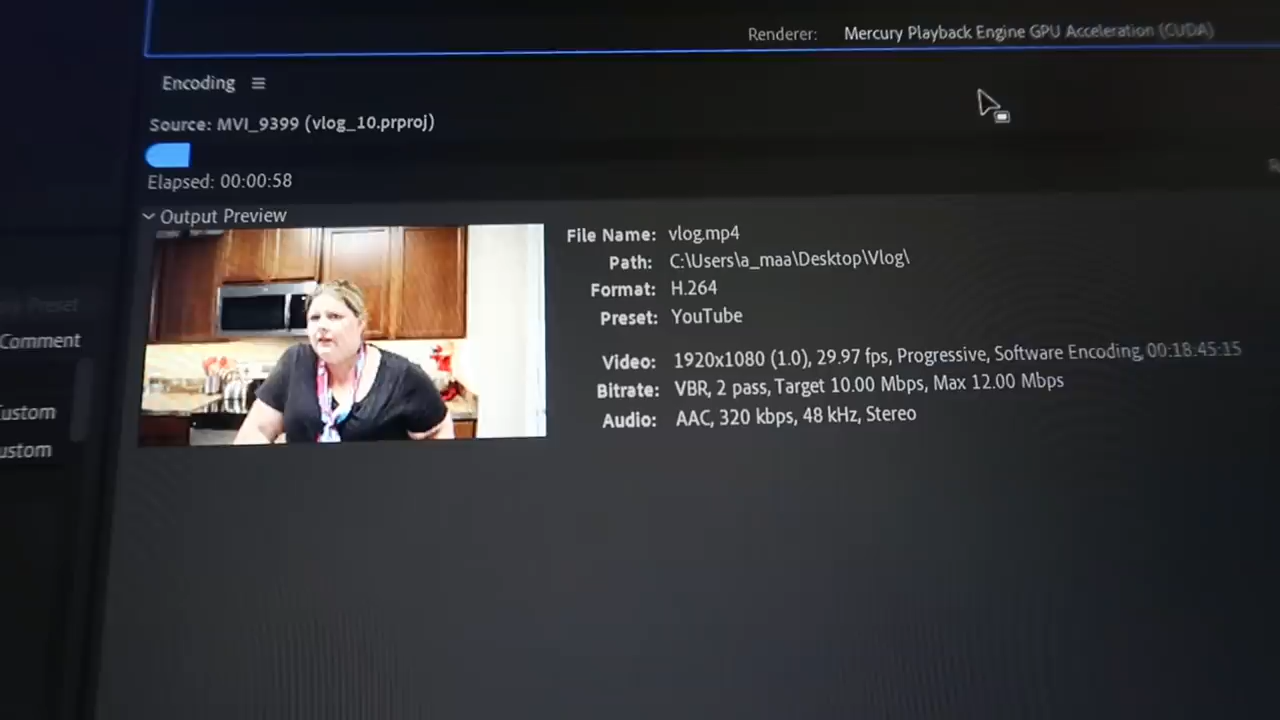 Renderer: Mercury Playback Engine GPU Acceleration (CUDA)
Encoding
Source: MVI_9399 (vlog_10.prproj)
Elapsed: 00:00:58
Output Preview
File Name: vlog.mp4
Path: C:\Users\a_maa\Desktop\Vlog\
Format: H.264
Preset: YouTube
Video: 1920x1080 (1.0), 29.97 fps, Progressive, Software Encoding, 00:18:45:15
Bitrate: VBR, 2 pass, Target 10.00 Mbps, Max 12.00 Mbps
Audio: AAC, 320 kbps, 48 kHz, Stereo
Preset
Comment
Custom
ustom